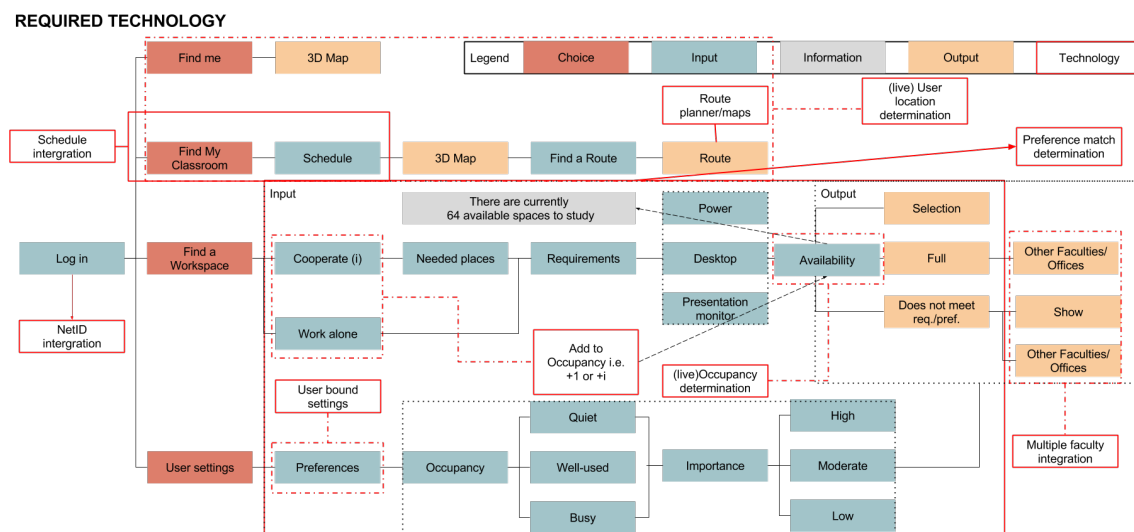 REQUIRED TECHNOLOGY
Find me
3D Map
Legend
Choice
Input
Information
Output
Technology
Schedule
intergration
Route
planner/maps
(live) User
location
determination
Preference match
determination
Find My
Classroom
Schedule
3D Map
Find a Route
Route
Input
There are currently
64 available spaces to study
Power
Output
Selection
Log in
Find a
Workspace
Cooperate (i)
Needed places
Requirements
Desktop
Availability
Full
Other Faculties/
Offices
NetID
intergration
Work alone
Presentation
monitor
Does not meet
req./pref.
Show
Add to
Occupancy i.e.
+1 or +i
(live)Occupancy
determination
Other Faculties/
Offices
User bound
settings
Quiet
High
User settings
Preferences
Occupancy
Well-used
Importance
Moderate
Multiple faculty
integration
Busy
Low